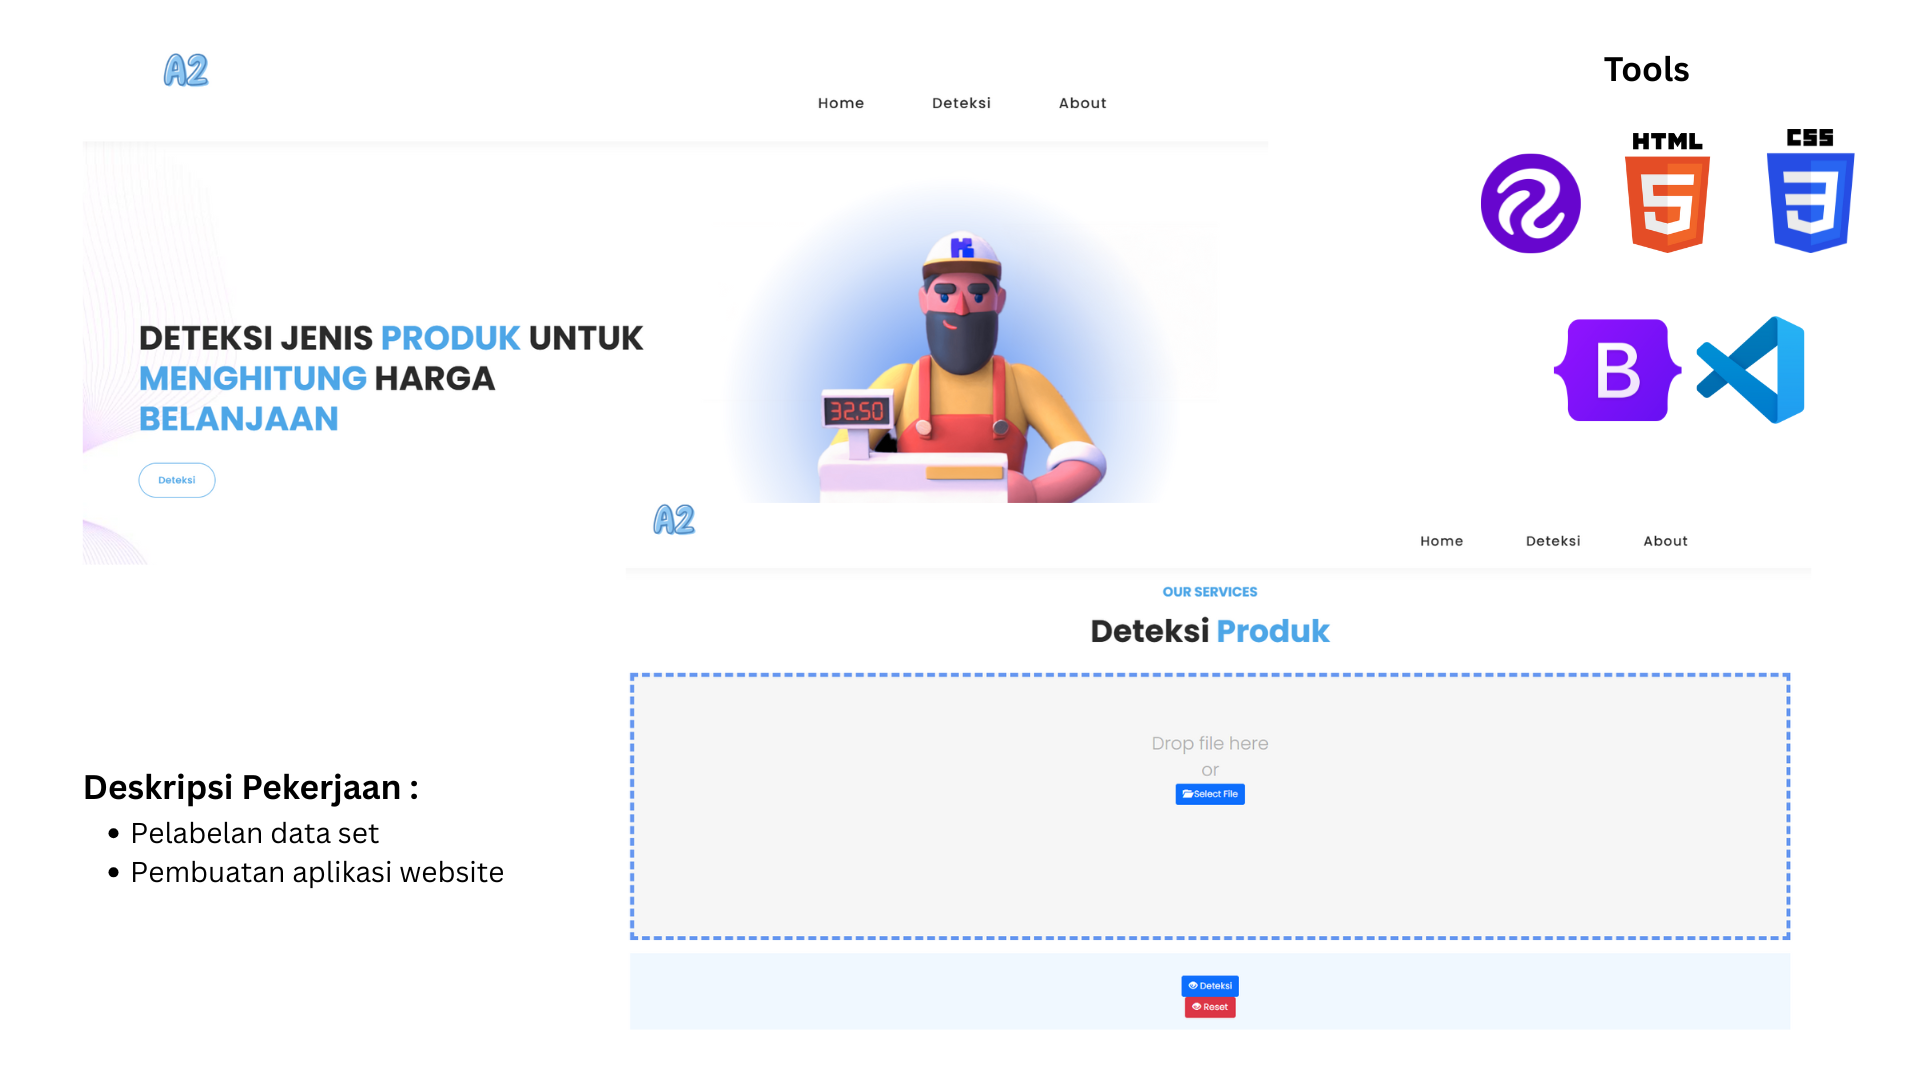 A2
Home Deteksi About
DETEKSI JENIS PRODUK UNTUK
MENGHITUNG HARGA
BELANJAAN
Deteksi
32.50
Tools
HTML
5
CSS
3
B
A2
Home Deteksi About
OUR SERVICES
Deteksi Produk
Drop file here
or
Select File
Deteksi
Reset
Deskripsi Pekerjaan :
• Pelabelan data set
• Pembuatan aplikasi website